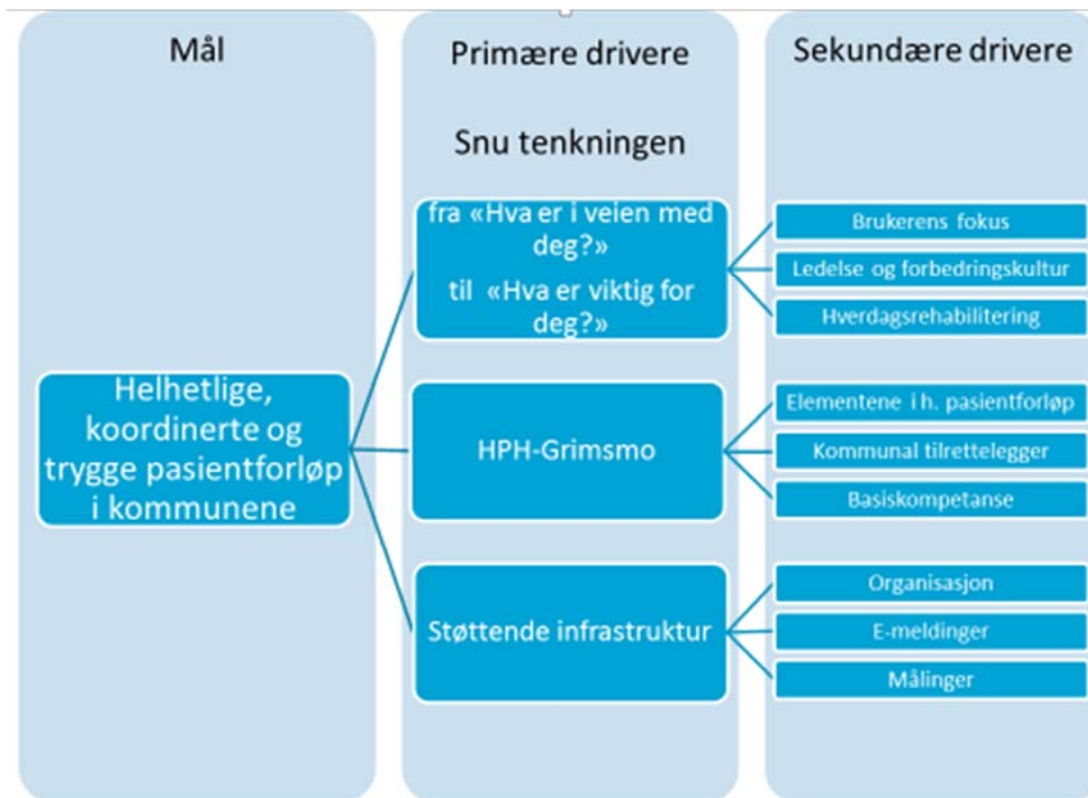 Mål
Primære drivere
Sekundære drivere
Snu tenkningen
fra «Hva er i veien med
deg?»
til «Hva er viktig for
deg?»
Brukerens fokus
Ledelse og forbedringskultur
Hverdagsrehabilitering
Helhetlige,
koordinerte og
trygge pasientforløp
i kommunene
HPH-Grimsmo
Elementene i h. pasientforløp
Kommunal tilrettelegger
Basiskompetanse
Støttende infrastruktur
Organisasjon
E-meldinger
Målinger